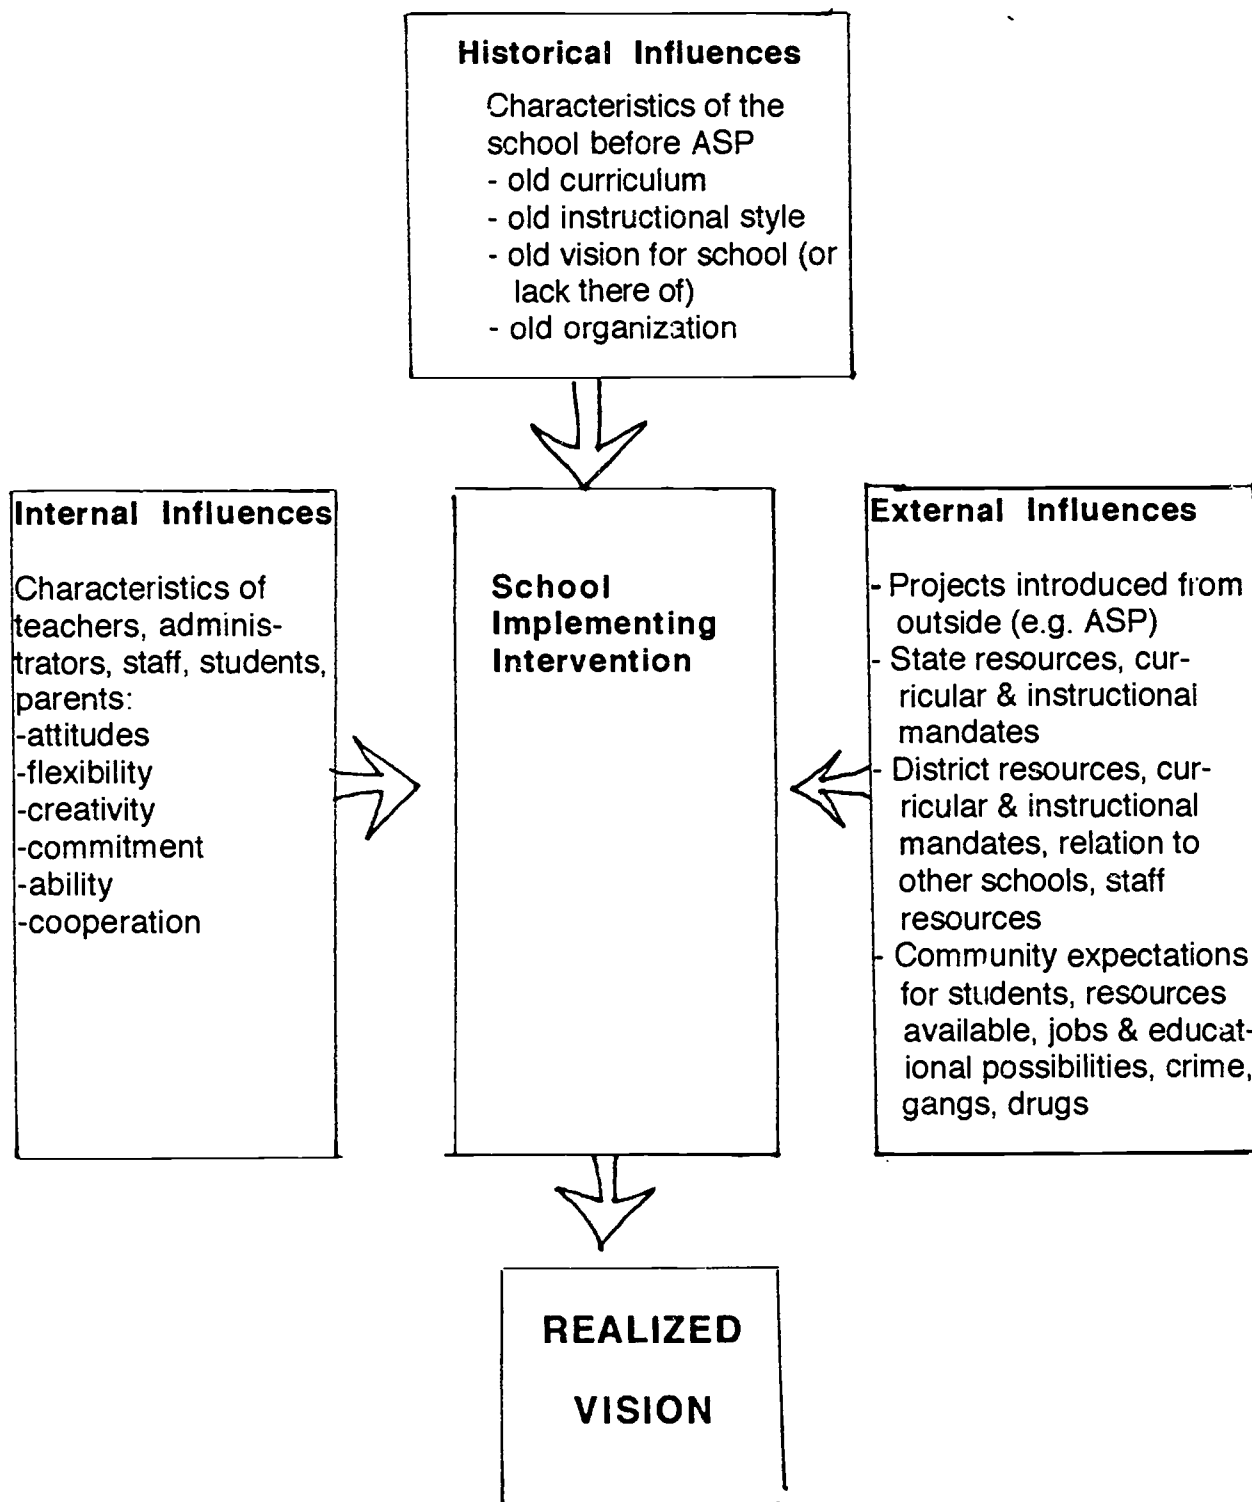 Historical Influences
Characteristics of the
school before ASP
- old curriculum
- old instructional style
- old vision for school (or
lack there of)
- old organization
Internal Influences
Characteristics of
teachers, adminis-
trators, staff, students,
parents:
-attitudes
-flexibility
-creativity
-commitment
-ability
-cooperation
School
Implementing
Intervention
External Influences
- Projects introduced from
outside (e.g. ASP)
- State resources, cur-
ricular & instructional
mandates
- District resources, cur-
ricular & instructional
mandates, relation to
other schools, staff
resources
- Community expectations
for students, resources
available, jobs & educat-
ional possibilities, crime,
gangs, drugs
REALIZED
VISION